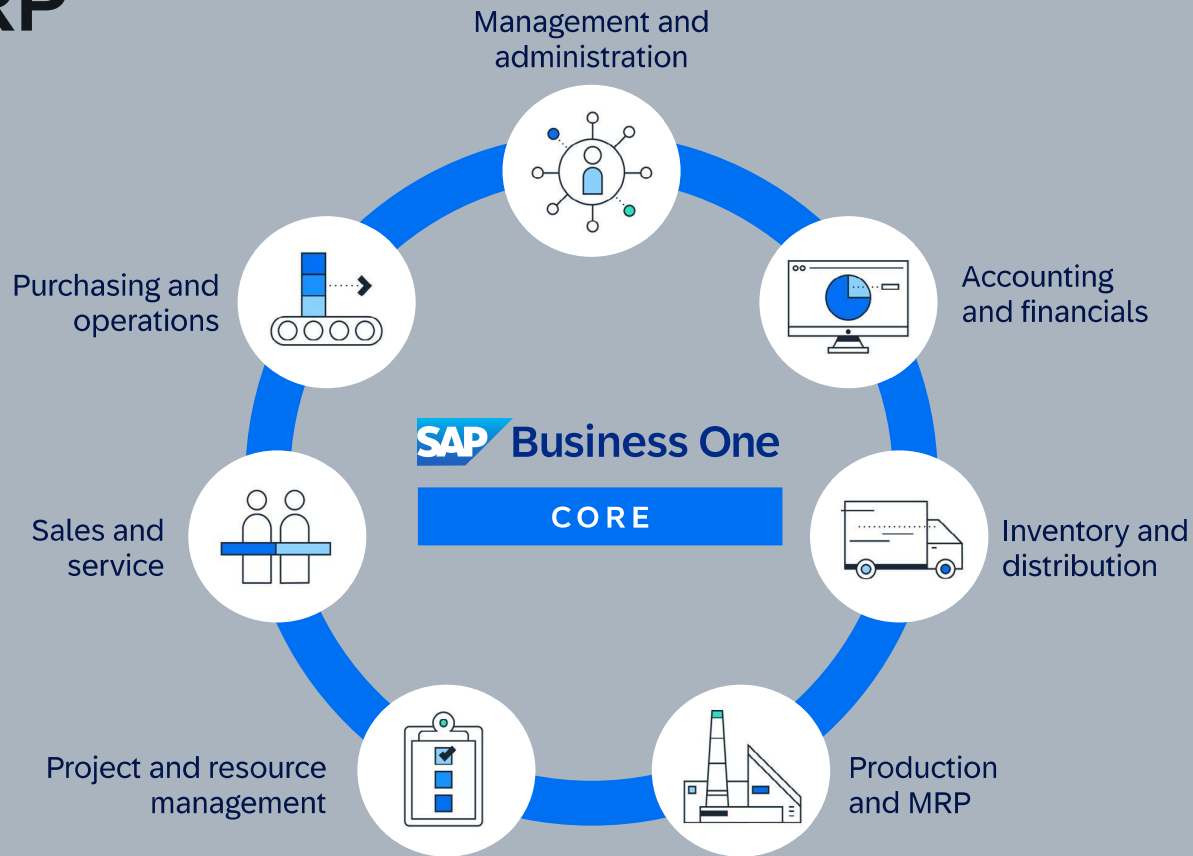 Management and
administration
Purchasing and
operations
Accounting
and financials
SAP Business One
CORE
Sales and
service
Inventory and
distribution
Project and resource
management
Production
and MRP